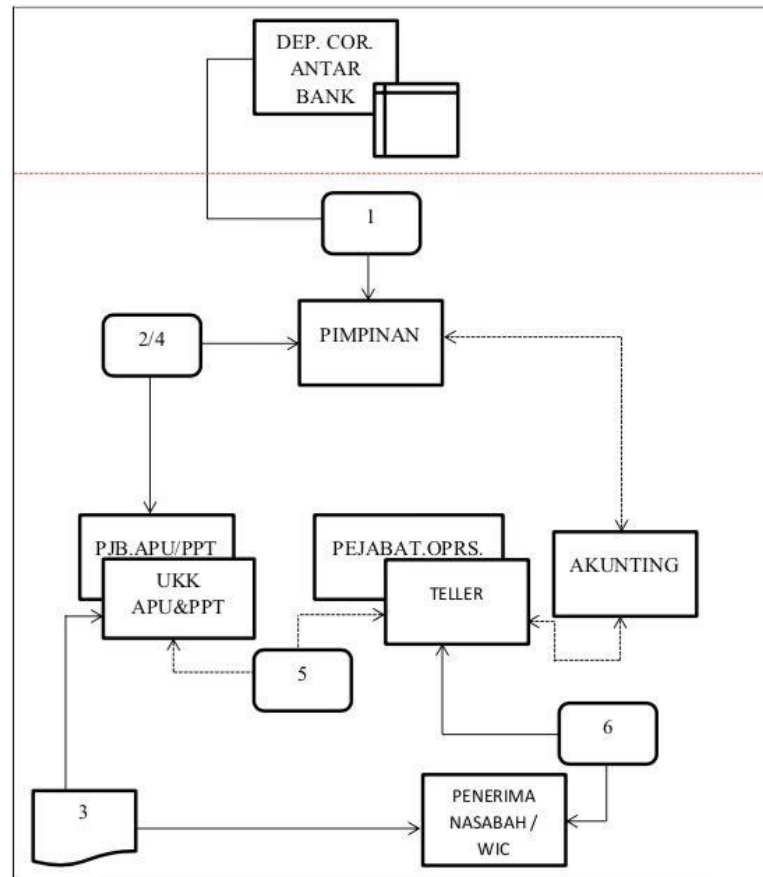 DEP. COR.
ANTAR
BANK
1
2/4
PIMPINAN
PJB.APU/PPT
UKK
APU&PPT
PEJABAT.OPRS.
TELLER
AKUNTING
5
6
3
PENERIMA
NASABAH /
WIC